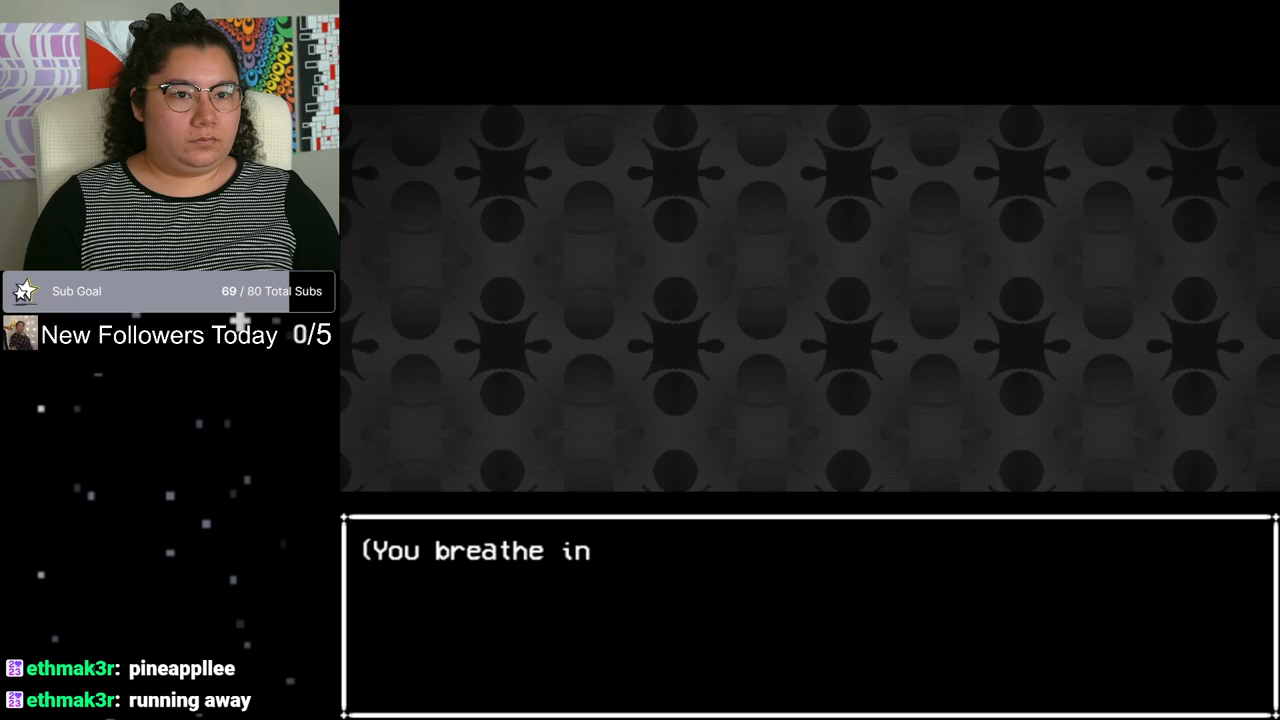 Sub Goal 69 / 80 Total Subs
New Followers Today 0/5
(You breathe in
ethmak3r: pineappllee
ethmak3r: running away